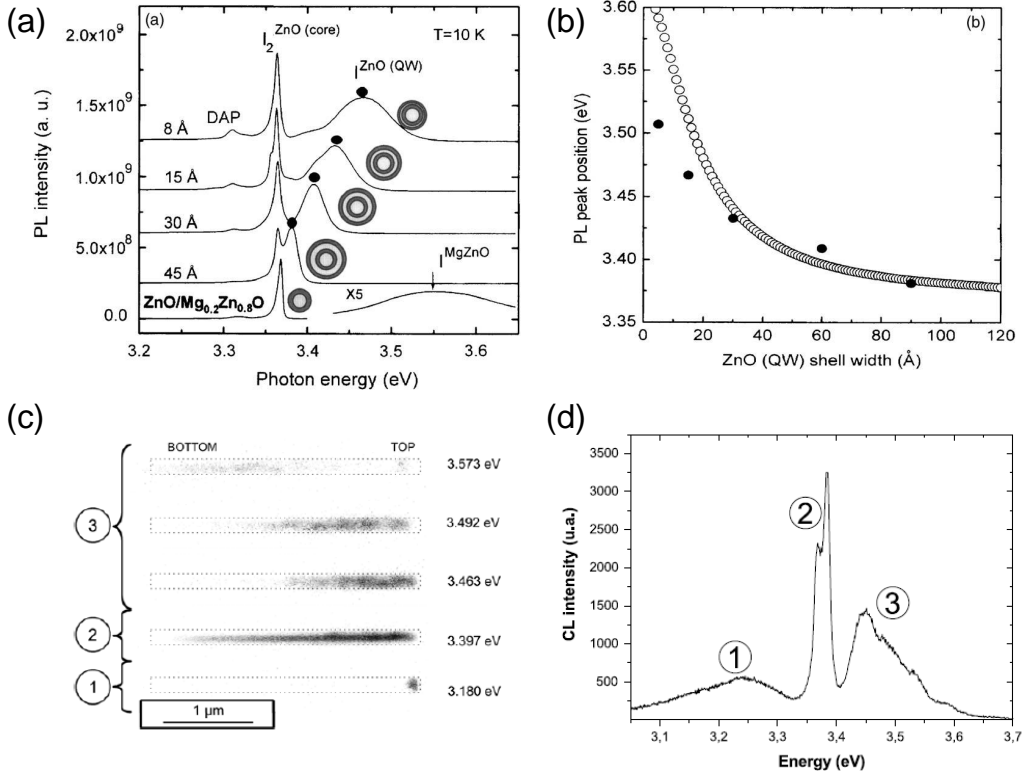 (a)
(a)
2.0x10⁹
I₂ ZnO (core)
T=10 K
I ZnO (QW)
1.5x10⁹
DAP
8 Å
15 Å
1.0x10⁹
30 Å
5.0x10⁸
I MgZnO
45 Å
X5
ZnO/Mg₀.₂Zn₀.₈O
0.0
PL intensity (a. u.)
3.2 3.3 3.4 3.5 3.6
Photon energy (eV)
(b)
(b)
3.60
3.55
3.50
3.45
3.40
3.35
PL peak position (eV)
0 20 40 60 80 100 120
ZnO (QW) shell width (Å)
(c)
BOTTOM TOP
3.573 eV
3 3.492 eV
3.463 eV
2 3.397 eV
1 3.180 eV
1 µm
(d)
3500
3000
2500
2000
1500
1000
500
CL intensity (u.a.)
1
2
3
3,1 3,2 3,3 3,4 3,5 3,6 3,7
Energy (eV)